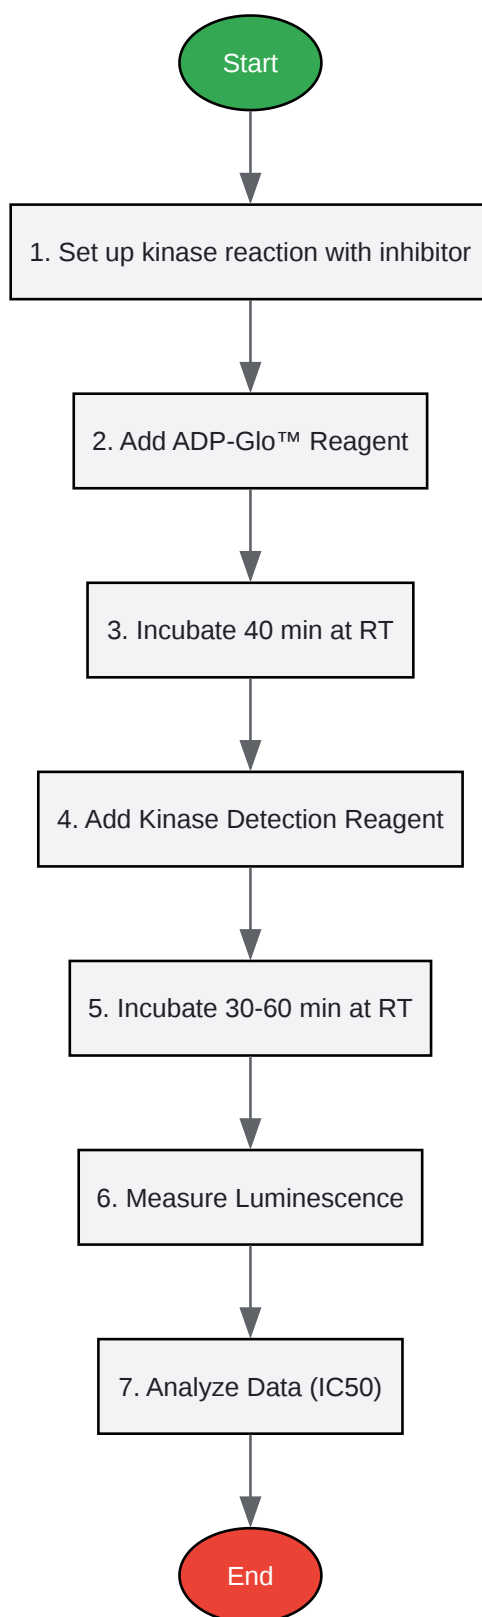 Start
1. Set up kinase reaction with inhibitor
2. Add ADP-Glo™ Reagent
3. Incubate 40 min at RT
4. Add Kinase Detection Reagent
5. Incubate 30-60 min at RT
6. Measure Luminescence
7. Analyze Data (IC50)
End